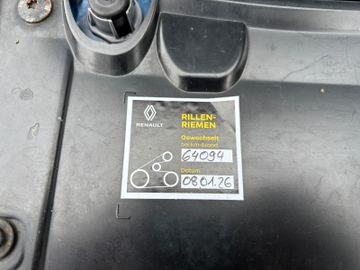 RENAULT
RILLEN-
RIEMEN
Gewechselt
bei km-Stand
64094
Datum
08.01.26